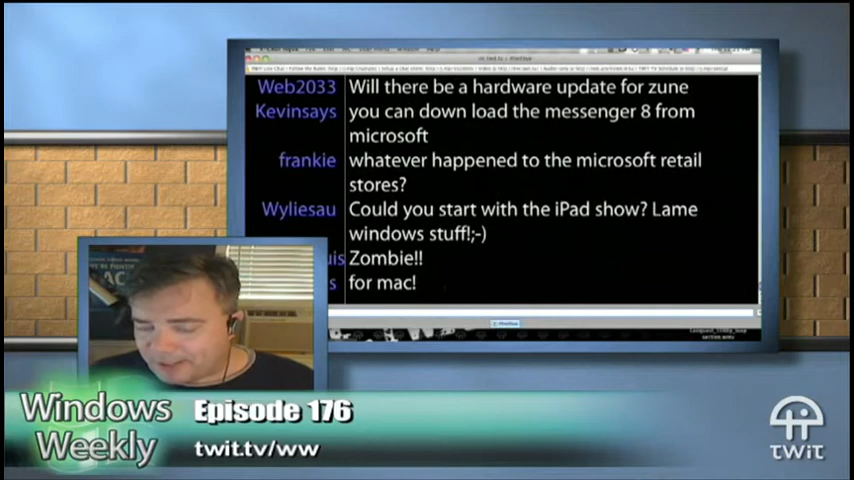 Web2033 Will there be a hardware update for zune
Kevinsays you can down load the messenger 8 from
microsoft
frankie whatever happened to the microsoft retail
stores?
Wyliesau Could you start with the iPad show? Lame
windows stuff!;-)
uis Zombie!!
s for mac!
Windows
Weekly
Episode 176
twit.tv/ww
TWiT